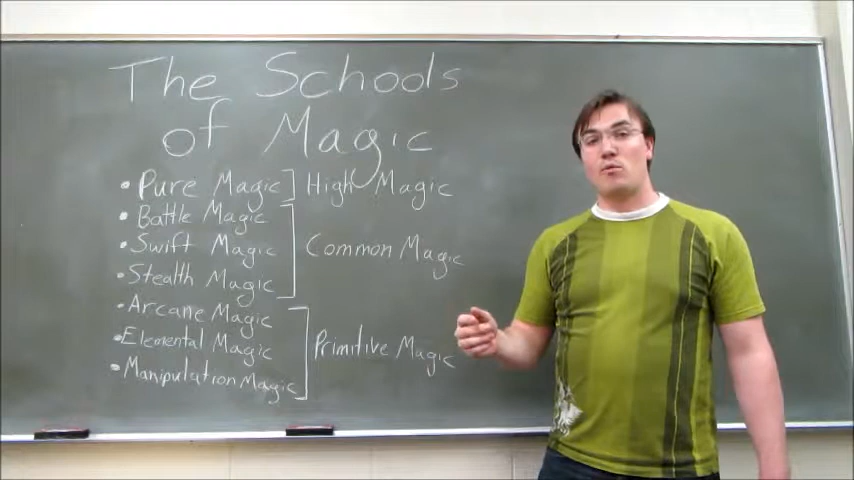 The Schools
of Magic
• Pure Magic ] High Magic
• Battle Magic
• Swift Magic
Common Magic
• Stealth Magic
• Arcane Magic
• Elemental Magic
Primitive Magic
• Manipulation Magic